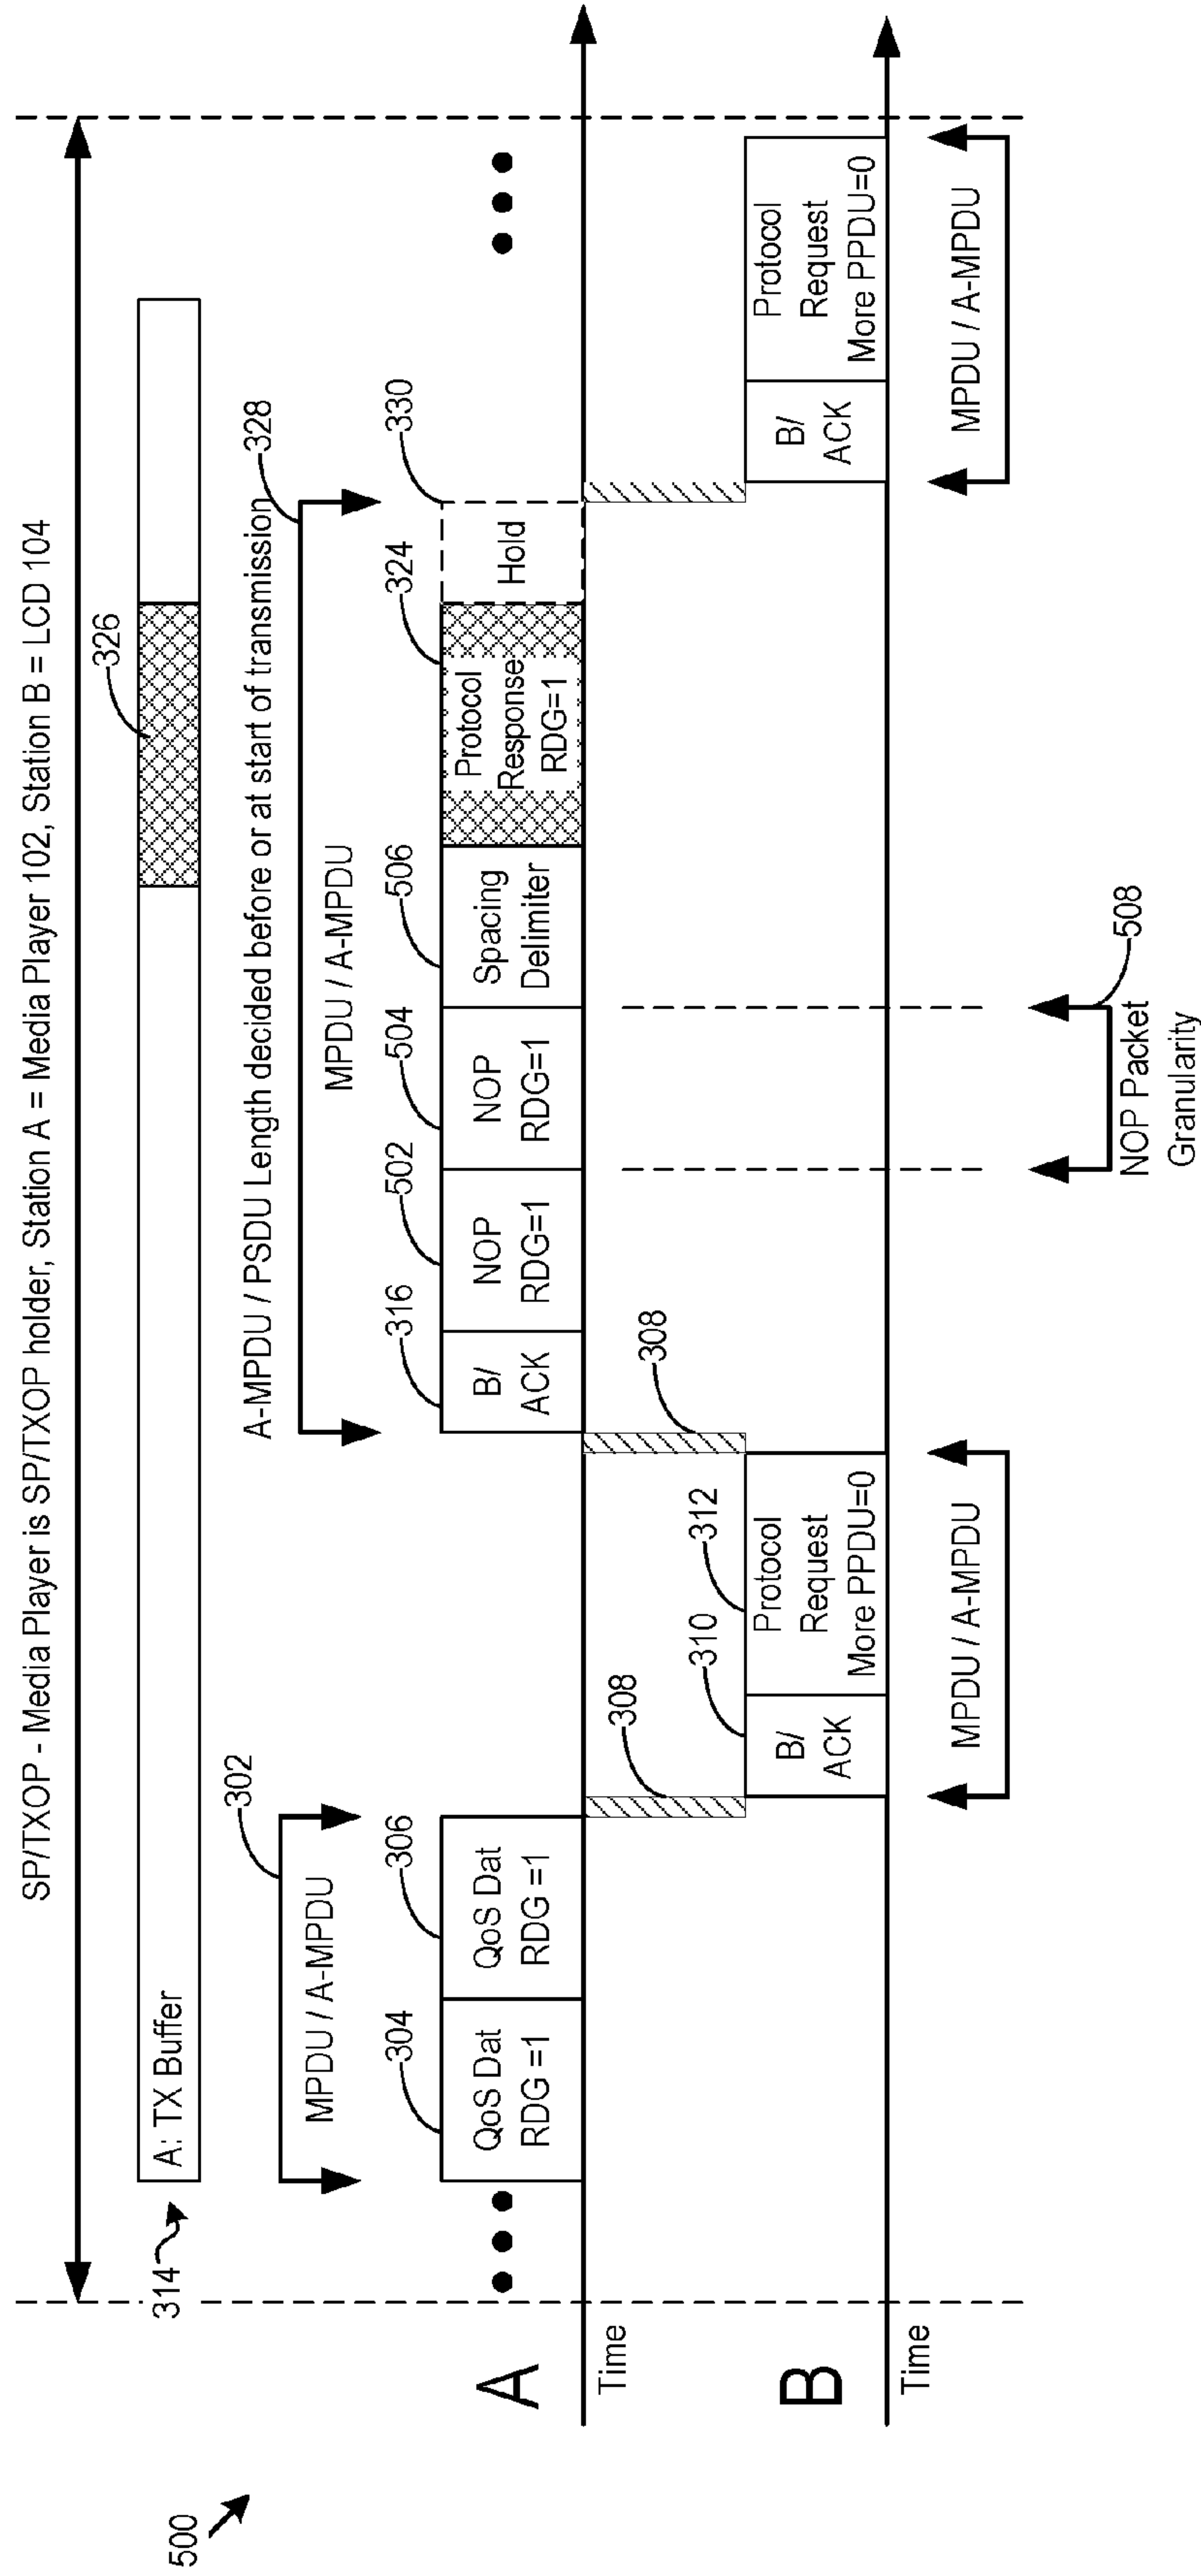 SP/TXOP - Media Player is SP/TXOP holder, Station A = Media Player 102, Station B = LCD 104
326
314
A: TX Buffer
328
A-MPDU / PSDU Length decided before or at start of transmission
302
MPDU / A-MPDU
MPDU / A-MPDU
304
306
316
502
504
506
324
330
QoS Dat
RDG =1
QoS Dat
RDG =1
B/
ACK
NOP
RDG=1
NOP
RDG=1
Spacing
Delimiter
Protocol
Response
RDG=1
Hold
A
Time
308
308
310
312
B/
ACK
Protocol
Request
More PPDU=0
B/
ACK
Protocol
Request
More PPDU=0
B
Time
MPDU / A-MPDU
MPDU / A-MPDU
508
NOP Packet
Granularity
500